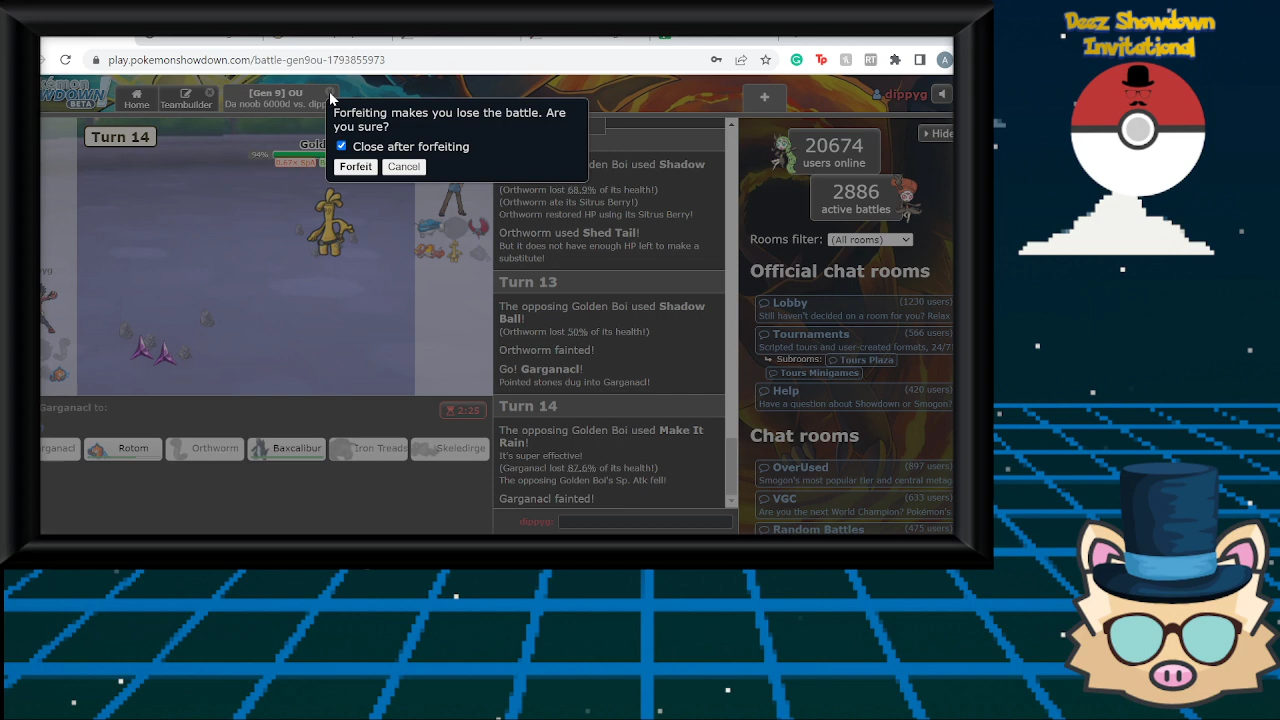 Deez Showdown
Invitational
play.pokemonshowdown.com/battle-gen9ou-1793855973
BETA
Home
Teambuilder
[Gen 9] OU
Da noob 6000d vs. dippy
dippyg
Forfeiting makes you lose the battle. Are
you sure?
Close after forfeiting
Forfeit
Cancel
Turn 14
94%
0.67× SpA
Garganacl to:
2:25
rganacl
Rotom
Orthworm
Baxcalibur
Iron Treads
Skeledirge
lden Boi used Shadow
(Orthworm lost 68.9% of its health!)
(Orthworm ate its Sitrus Berry!)
Orthworm restored HP using its Sitrus Berry!
Orthworm used Shed Tail!
But it does not have enough HP left to make a
substitute!
Turn 13
The opposing Golden Boi used Shadow
Ball!
(Orthworm lost 50% of its health!)
Orthworm fainted!
Go! Garganacl!
Pointed stones dug into Garganacl!
Turn 14
The opposing Golden Boi used Make It
Rain!
It's super effective!
(Garganacl lost 87.6% of its health!)
The opposing Golden Boi's Sp. Atk fell!
Garganacl fainted!
dippyg:
Hide
20674
users online
2886
active battles
Rooms filter: (All rooms)
Official chat rooms
Lobby (1230 users)
Still haven't decided on a room for you? Relax
Tournaments (566 users)
Scripted tours and user-created formats, 24/7
Subrooms: Tours Plaza
Tours Minigames
Help (420 users)
Have a question about Showdown or Smogon?
Chat rooms
OverUsed (897 users)
Smogon's most popular tier and central metag
VGC (633 users)
Are you the next World Champion? Pokémon's
Random Battles (475 users)